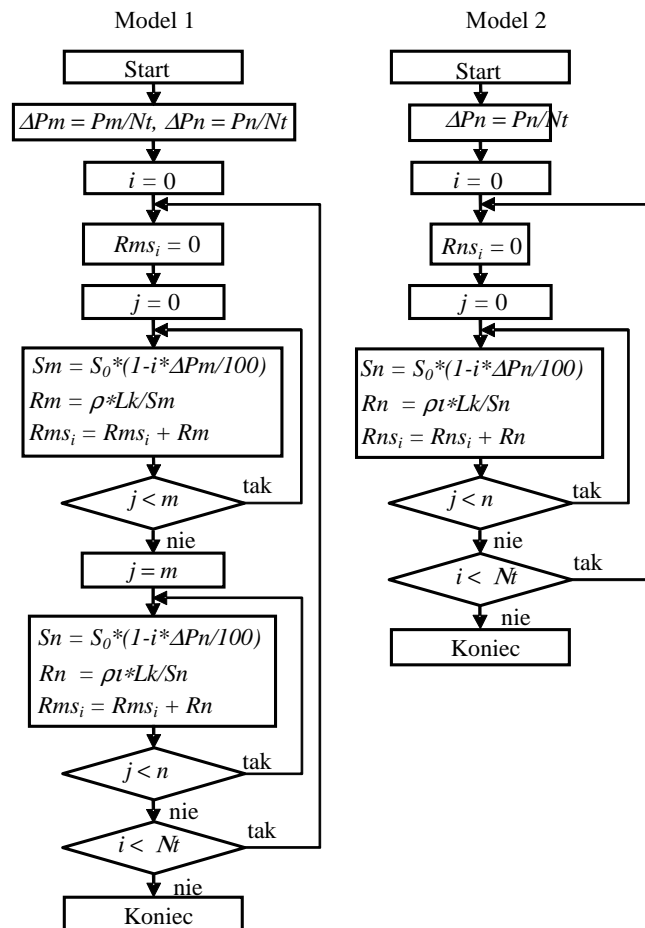 Model 1
Start
ΔPm = Pm/Nt, ΔPn = Pn/Nt
i = 0
Rms_i = 0
j = 0
Sm = S_0*(1-i*ΔPm/100)
Rm = ρ*Lk/Sm
Rms_i = Rms_i + Rm
j < m
tak
nie
j = m
Sn = S_0*(1-i*ΔPn/100)
Rn = ρι*Lk/Sn
Rms_i = Rms_i + Rn
j < n
tak
nie
i < Nt
tak
nie
Koniec
Model 2
Start
ΔPn = Pn/Nt
i = 0
Rns_i = 0
j = 0
Sn = S_0*(1-i*ΔPn/100)
Rn = ρι*Lk/Sn
Rns_i = Rns_i + Rn
j < n
tak
nie
i < Nt
tak
nie
Koniec